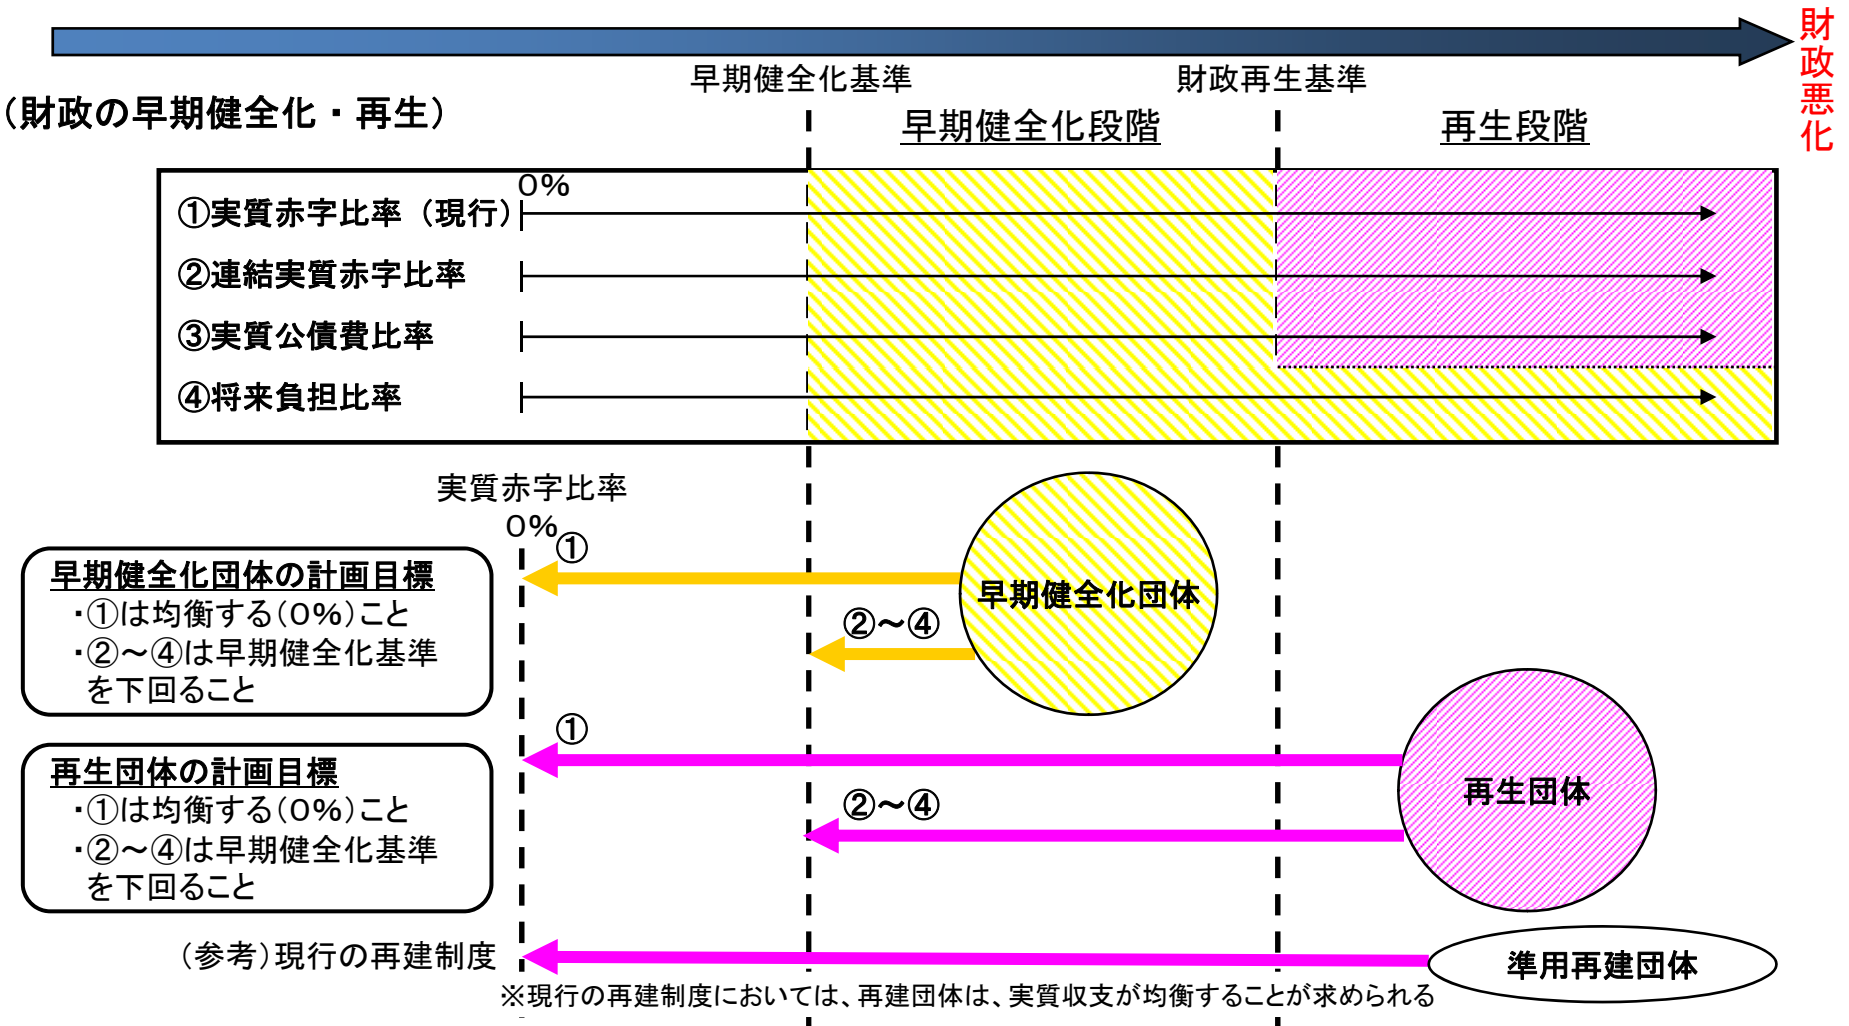 財政悪化
早期健全化基準
財政再生基準
（財政の早期健全化・再生）
早期健全化段階
再生段階
0%
①実質赤字比率（現行）
②連結実質赤字比率
③実質公債費比率
④将来負担比率
実質赤字比率
0%
①
早期健全化団体の計画目標
・①は均衡する（0%）こと
・②～④は早期健全化基準
を下回ること
早期健全化団体
②～④
①
再生団体の計画目標
・①は均衡する（0%）こと
・②～④は早期健全化基準
を下回ること
再生団体
②～④
（参考）現行の再建制度
準用再建団体
※現行の再建制度においては、再建団体は、実質収支が均衡することが求められる